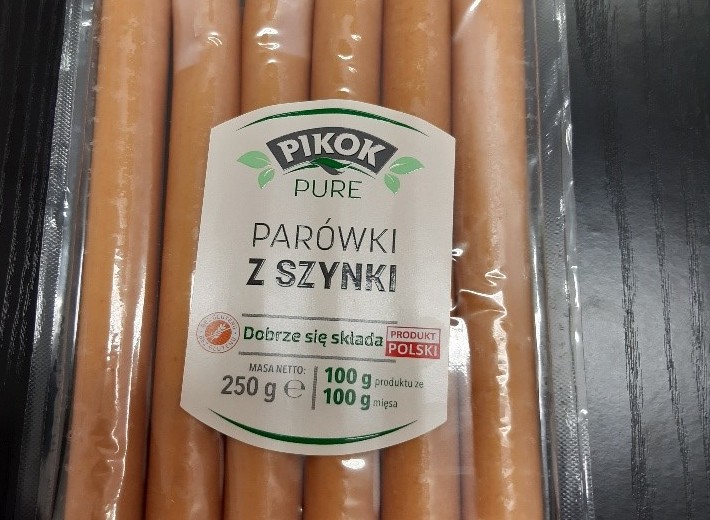 PIKOK
PURE
PARÓWKI
Z SZYNKI
Dobrze się składa
PRODUKT
POLSKI
MASA NETTO:
250 g ℮
100 g produktu ze
100 g mięsa